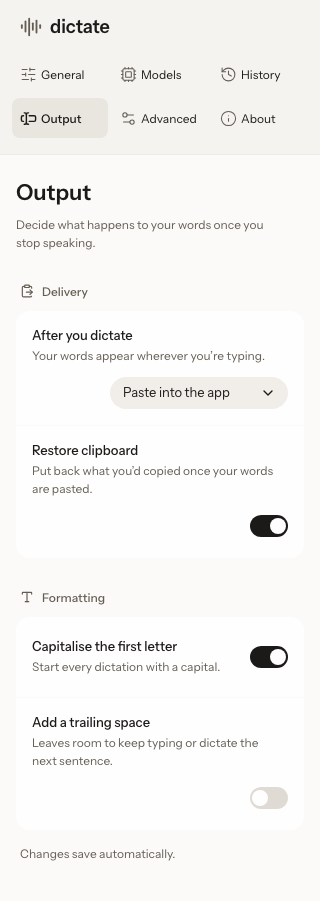 dictate
General
Models
History
Output
Advanced
About
Output
Decide what happens to your words once you
stop speaking.
Delivery
After you dictate
Your words appear wherever you're typing.
Paste into the app
Restore clipboard
Put back what you'd copied once your words
are pasted.
Formatting
Capitalise the first letter
Start every dictation with a capital.
Add a trailing space
Leaves room to keep typing or dictate the
next sentence.
Changes save automatically.